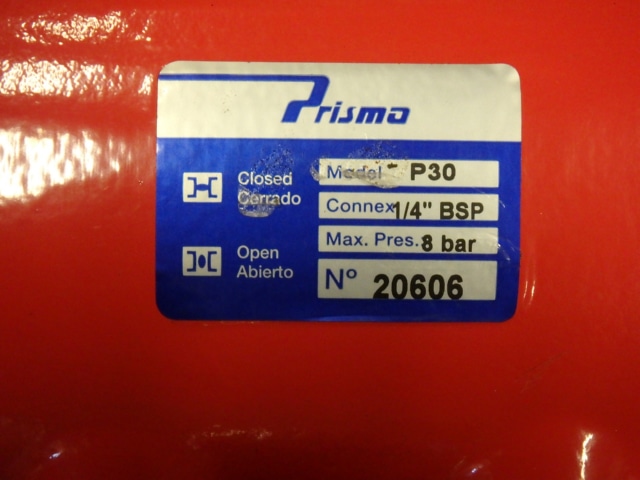 Prisma
Closed
Cerrado
Open
Abierto
Model P30
Connex 1/4" BSP
Max. Pres. 8 bar
Nº 20606